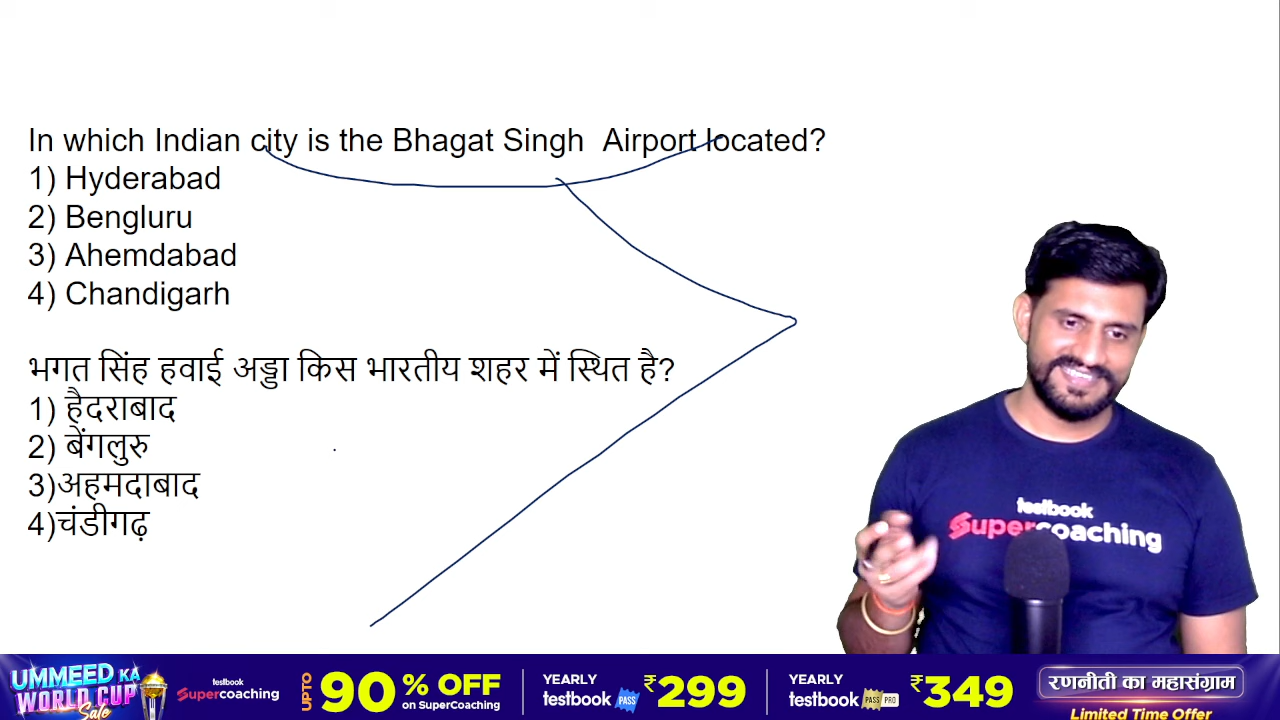 In which Indian city is the Bhagat Singh Airport located?
1) Hyderabad
2) Bengluru
3) Ahemdabad
4) Chandigarh
भगत सिंह हवाई अड्डा किस भारतीय शहर में स्थित है?
1) हैदराबाद
2) बेंगलुरु
3)अहमदाबाद
4)चंडीगढ़
testbook
Supercoaching
UMMEED KA
WORLD CUP
Sale
testbook
Supercoaching
UPTO 90% OFF
on SuperCoaching
YEARLY
testbook PASS ₹299
YEARLY
testbook PASS PRO ₹349
रणनीती का महासंग्राम
Limited Time Offer